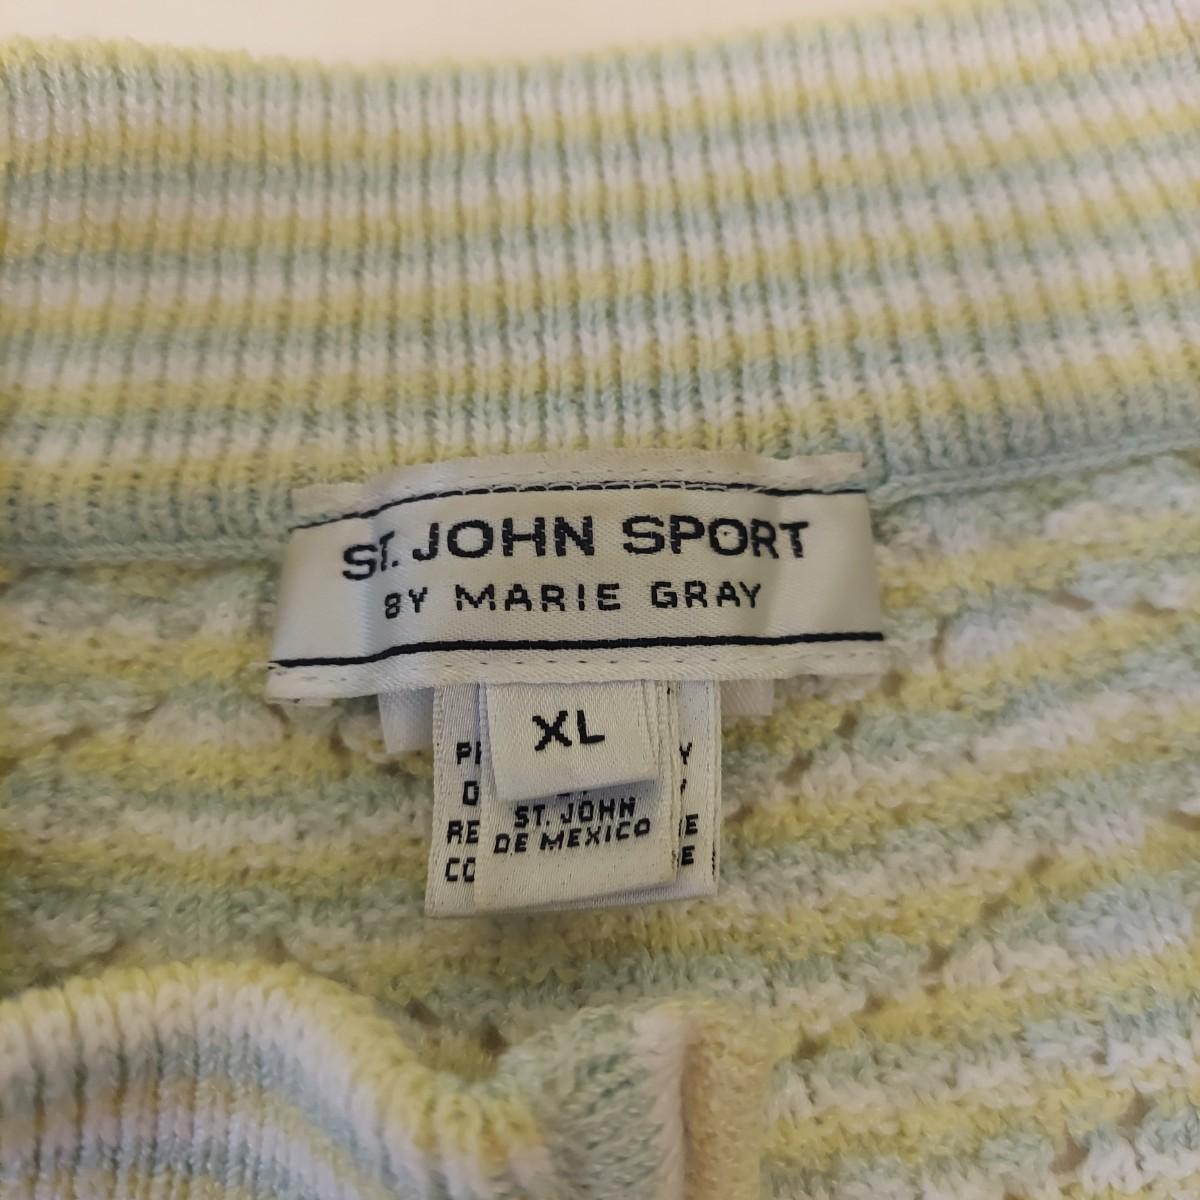 ST. JOHN SPORT
BY MARIE GRAY
XL
ST. JOHN
DE MEXICO